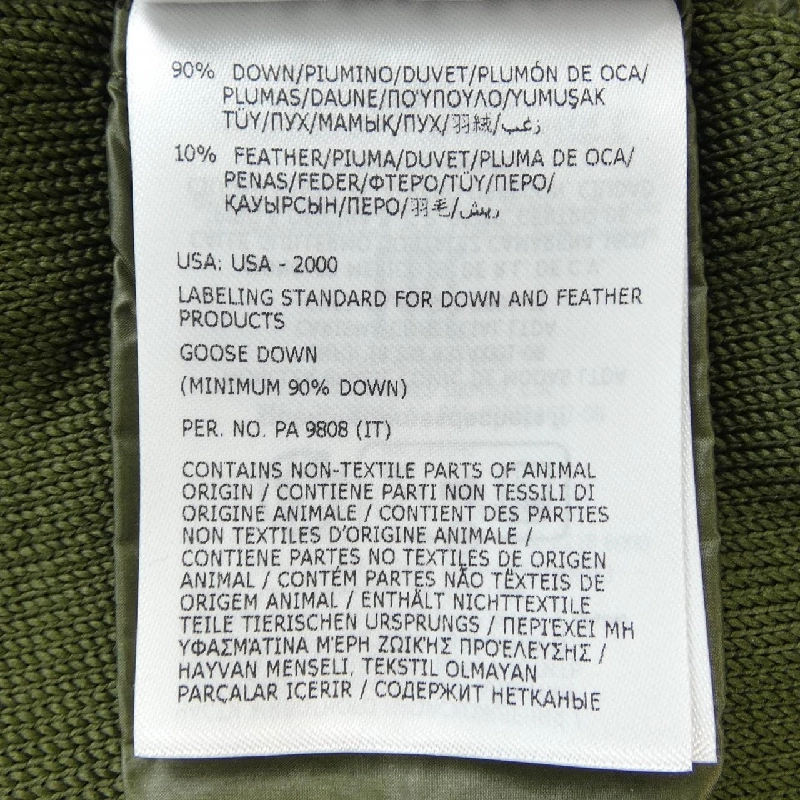 90% DOWN/PIUMINO/DUVET/PLUMÓN DE OCA/
PLUMAS/DAUNE/ΠΟΎΠΟΥΛΟ/YUMUŞAK
TÜY/ПУХ/МАМЫҚ/ПУХ/羽絨/زغب
10% FEATHER/PIUMA/DUVET/PLUMA DE OCA/
PENAS/FEDER/ΦΤΕΡΌ/TÜY/ПЕРО/
ҚАУЫРСЫН/ПЕРО/羽毛/ريش
USA: USA - 2000
LABELING STANDARD FOR DOWN AND FEATHER
PRODUCTS
GOOSE DOWN
(MINIMUM 90% DOWN)
PER. NO. PA 9808 (IT)
CONTAINS NON-TEXTILE PARTS OF ANIMAL
ORIGIN / CONTIENE PARTI NON TESSILI DI
ORIGINE ANIMALE / CONTIENT DES PARTIES
NON TEXTILES D'ORIGINE ANIMALE /
CONTIENE PARTES NO TEXTILES DE ORIGEN
ANIMAL / CONTÉM PARTES NÃO TËXTEIS DE
ORIGEM ANIMAL / ENTHÄLT NICHTTEXTILE
TEILE TIERISCHEN URSPRUNGS / ΠΕΡΙΈΧΕΙ ΜΗ
ΥΦΑΣΜΆΤΙΝΑ ΜΈΡΗ ΖΩΙΚΉΣ ΠΡΟΈΛΕΥΣΗΣ /
HAYVAN MENŞELI, TEKSTIL OLMAYAN
PARÇALAR IÇERIR / СОДЕРЖИТ НЕТКАНЫЕ